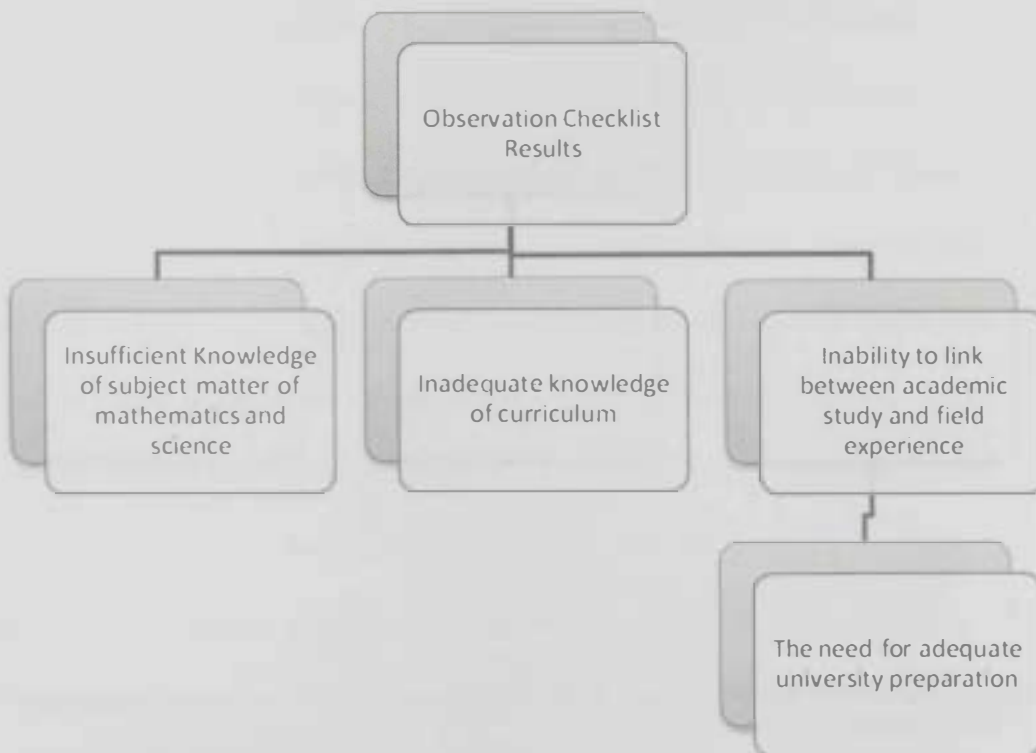 Observation Checklist
Results
Insufficient Knowledge
of subject matter of
mathematics and
science
Inadequate knowledge
of curriculum
Inability to link
between academic
study and field
experience
The need for adequate
university preparation